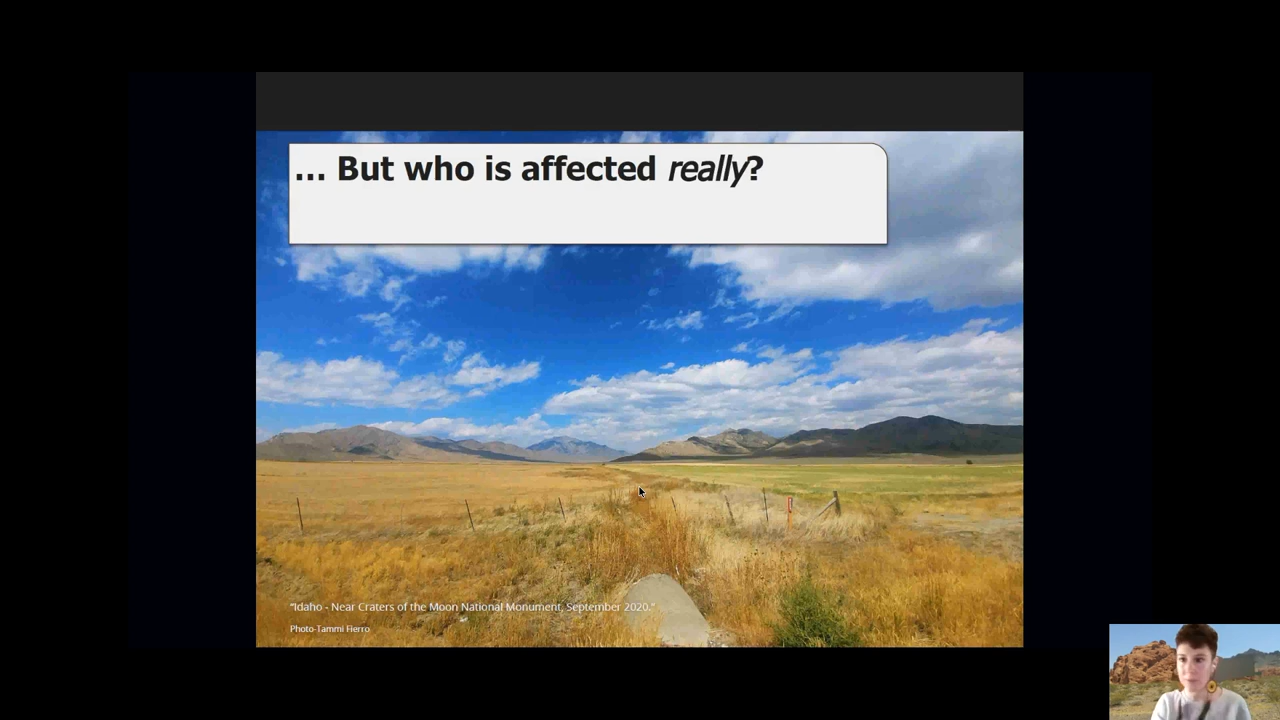 ... But who is affected really?
“Idaho - Near Craters of the Moon National Monument, September 2020.”
Photo-Tammi Fierro